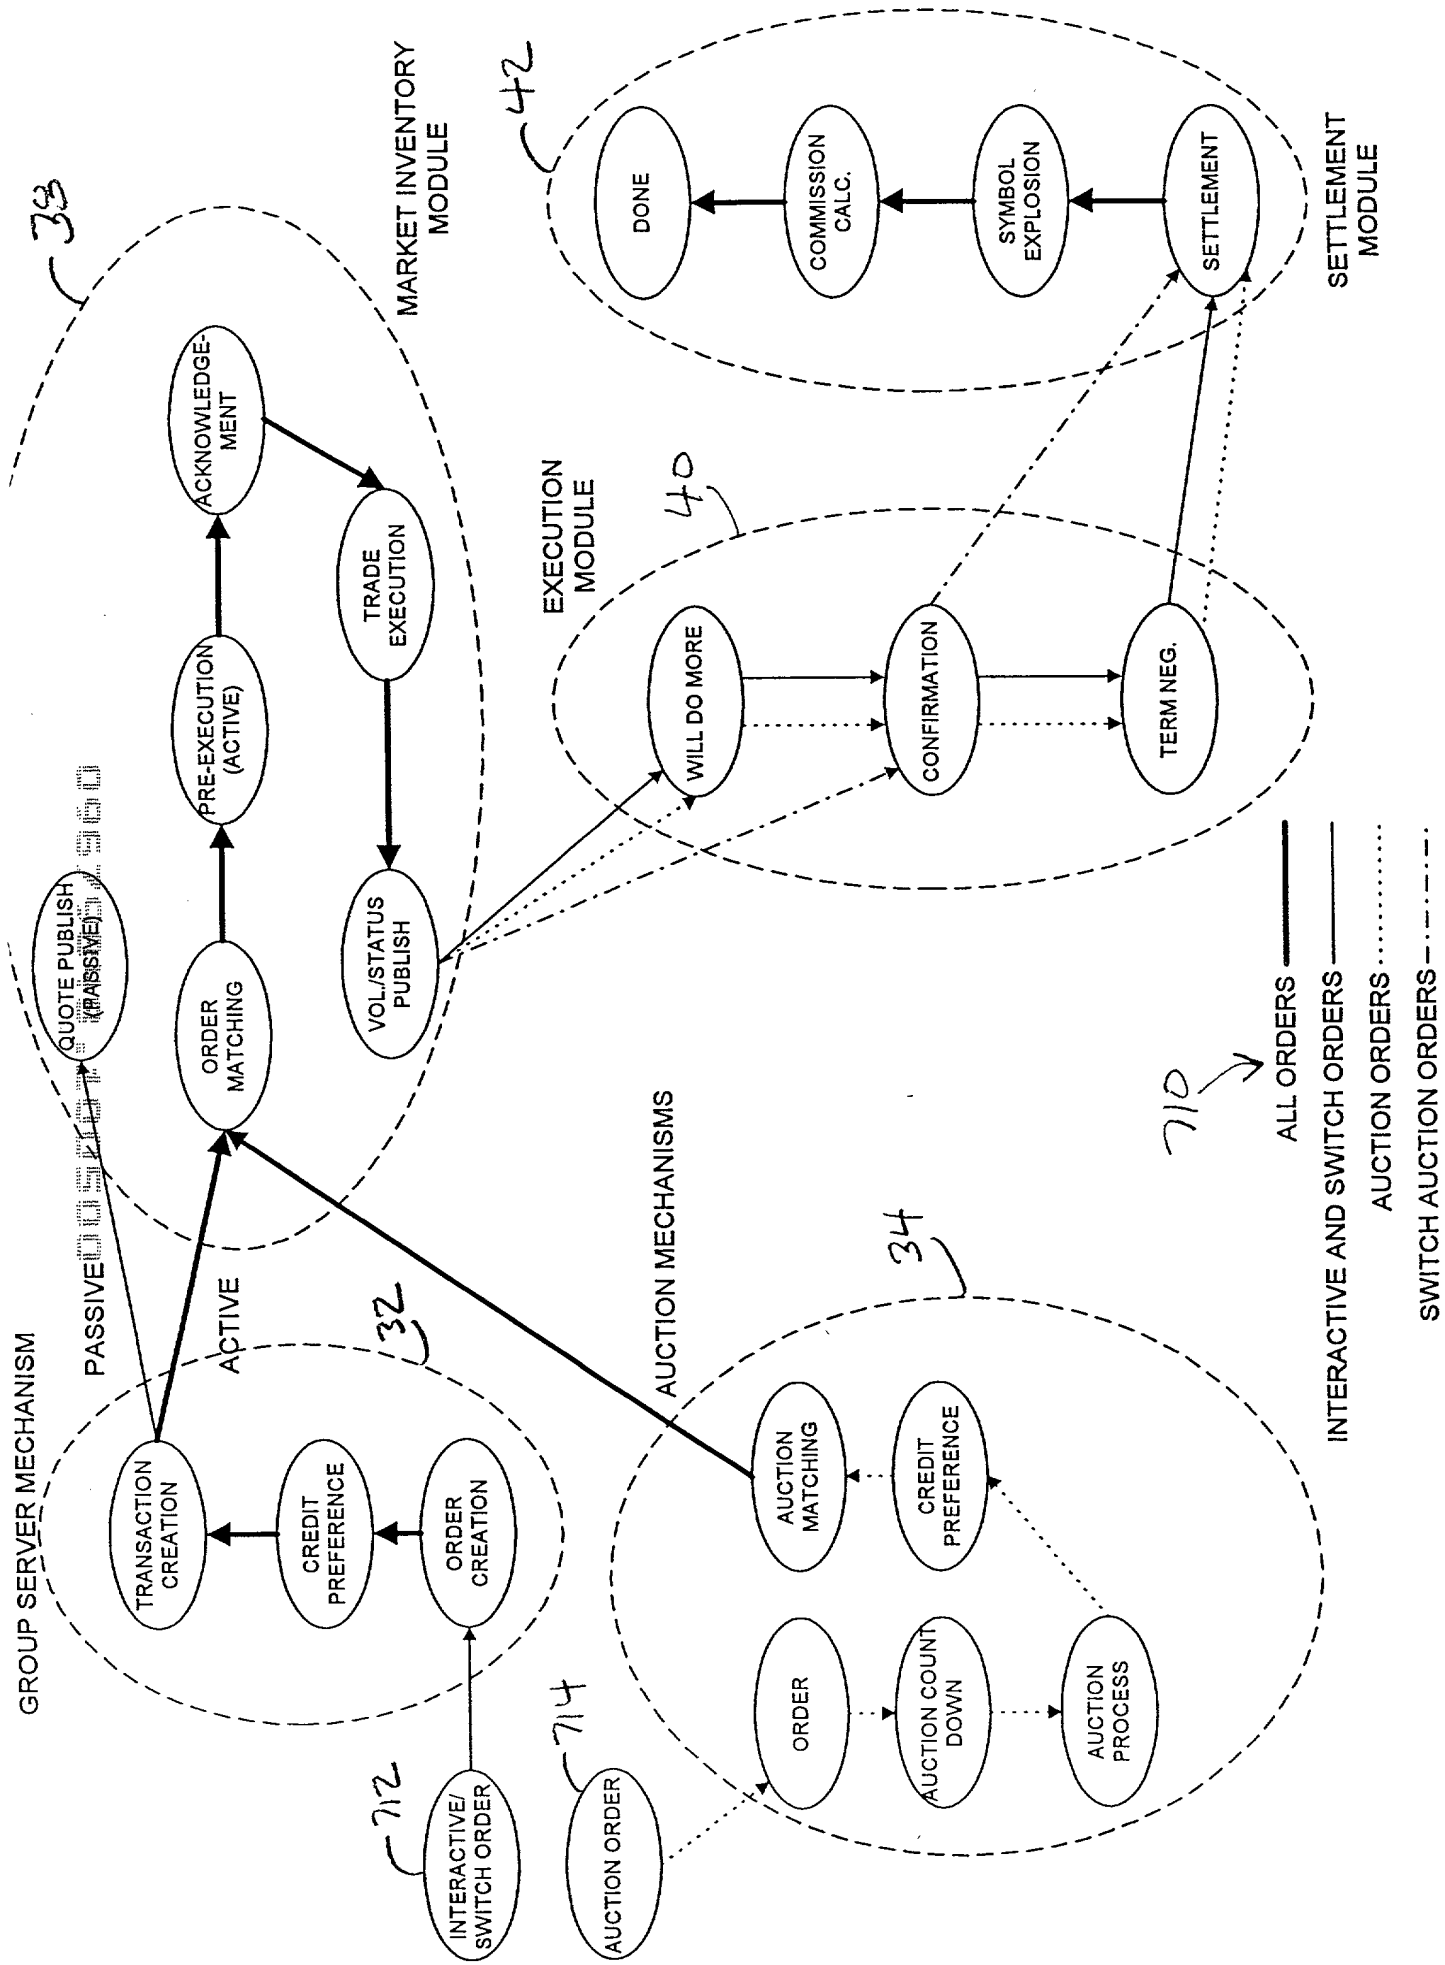 GROUP SERVER MECHANISM
TRANSACTION
CREATION
CREDIT
PREFERENCE
ORDER
CREATION
32
INTERACTIVE/
SWITCH ORDER
712
AUCTION ORDER
714
PASSIVE
ACTIVE
QUOTE PUBLISH
(PASSIVE)
ORDER
MATCHING
PRE-EXECUTION
(ACTIVE)
ACKNOWLEDGE-
MENT
TRADE
EXECUTION
VOL./STATUS
PUBLISH
38
MARKET INVENTORY
MODULE
AUCTION MECHANISMS
ORDER
AUCTION COUNT
DOWN
AUCTION
PROCESS
CREDIT
PREFERENCE
AUCTION
MATCHING
34
EXECUTION
MODULE
40
WILL DO MORE
CONFIRMATION
TERM NEG.
42
DONE
COMMISSION
CALC.
SYMBOL
EXPLOSION
SETTLEMENT
SETTLEMENT
MODULE
710
ALL ORDERS
INTERACTIVE AND SWITCH ORDERS
AUCTION ORDERS
SWITCH AUCTION ORDERS